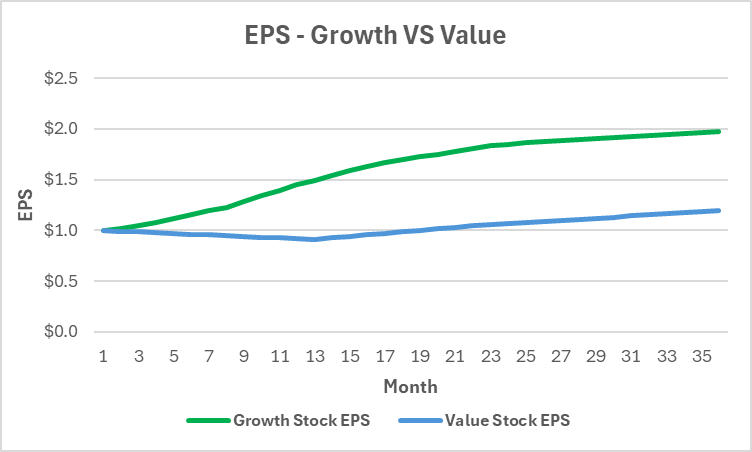 EPS - Growth VS Value
$2.5
$2.0
$1.5
$1.0
$0.5
$0.0
EPS
1 3 5 7 9 11 13 15 17 19 21 23 25 27 29 31 33 35
Month
Growth Stock EPS Value Stock EPS